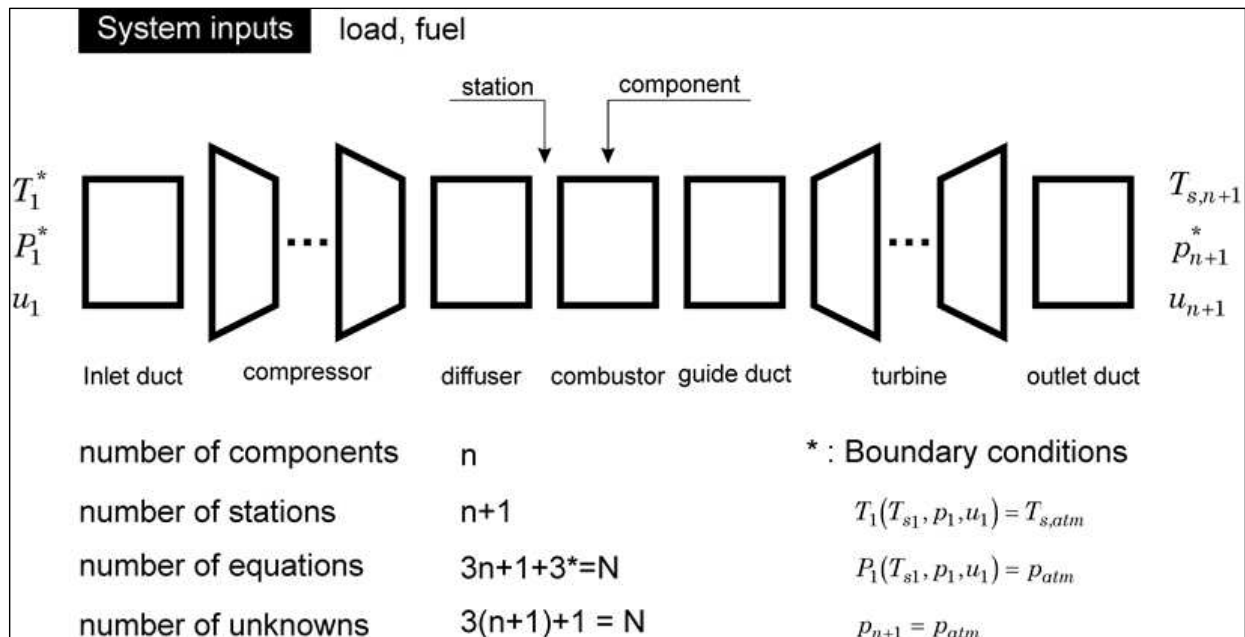 System inputs load, fuel
station component
T₁*
P₁*
u₁
T_{s,n+1}
p*_{n+1}
u_{n+1}
Inlet duct compressor diffuser combustor guide duct turbine outlet duct
number of components n
number of stations n+1
number of equations 3n+1+3*=N
number of unknowns 3(n+1)+1 = N
* : Boundary conditions
T₁(T_{s1}, p₁, u₁) = T_{s,atm}
P₁(T_{s1}, p₁, u₁) = p_{atm}
p_{n+1} = p_{atm}